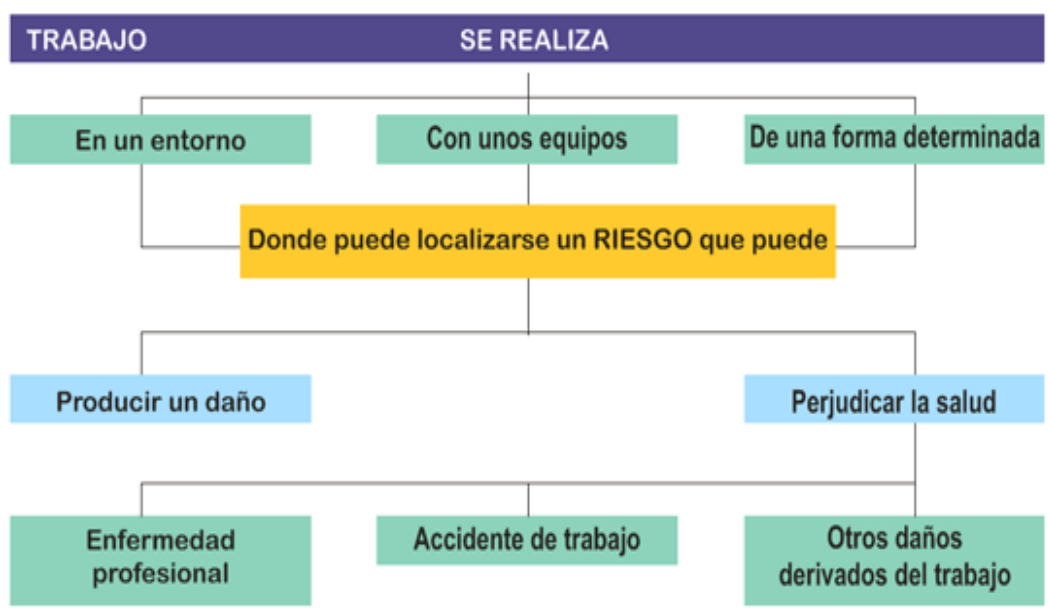 TRABAJO SE REALIZA
En un entorno
Con unos equipos
De una forma determinada
Donde puede localizarse un RIESGO que puede
Producir un daño
Perjudicar la salud
Enfermedad
profesional
Accidente de trabajo
Otros daños
derivados del trabajo